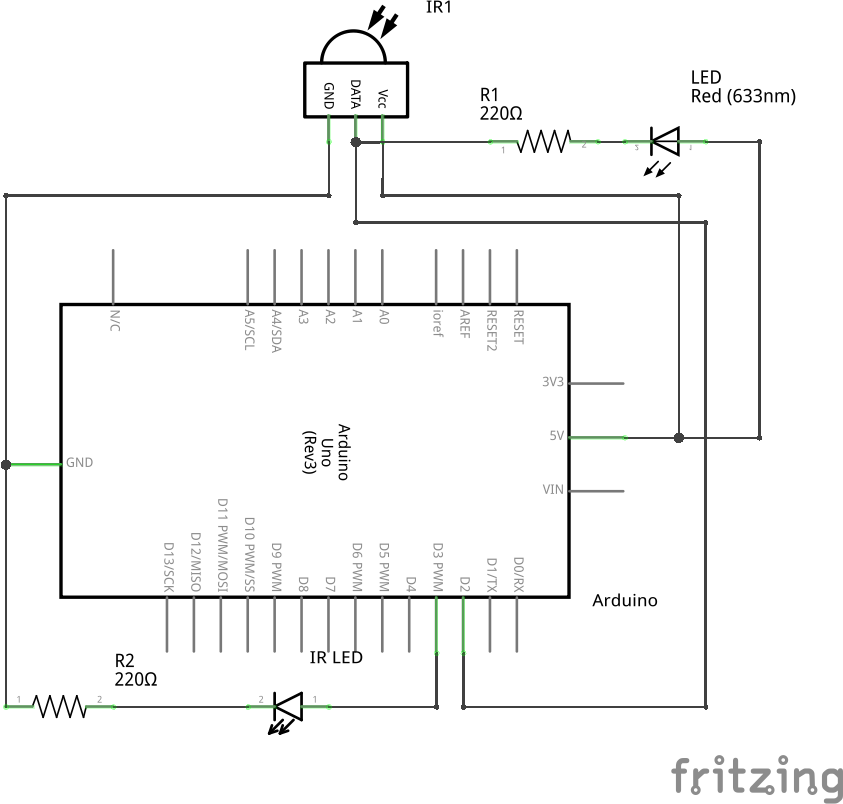 IR1
GND
DATA
Vcc
LED
Red (633nm)
R1
220Ω
1
2
N/C
A5/SCL
A4/SDA
A3
A2
A1
A0
ioref
AREF
RESET2
RESET
3V3
5V
VIN
GND
Arduino
Uno
(Rev3)
D13/SCK
D12/MISO
D11 PWM/MOSI
D10 PWM/SS
D9 PWM
D8
D7
D6 PWM
D5 PWM
D4
D3 PWM
D2
D1/TX
D0/RX
Arduino
IR LED
R2
220Ω
1
2
2
1
fritzing